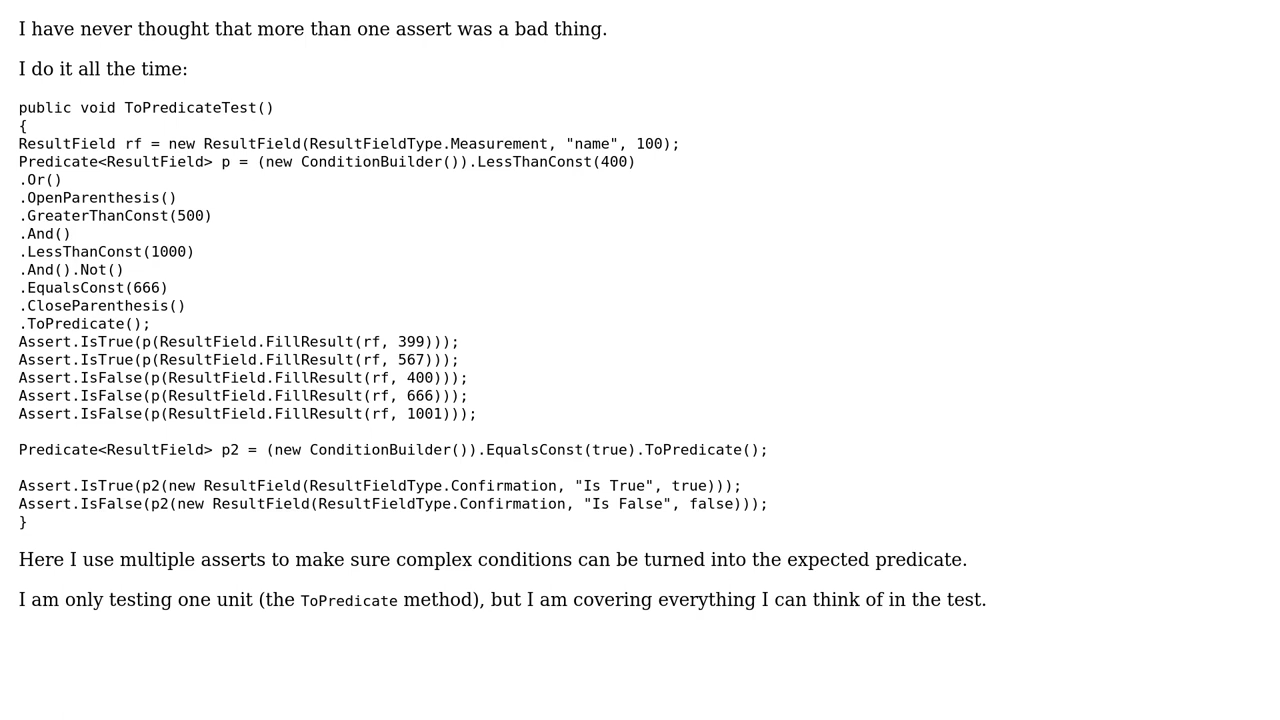 I have never thought that more than one assert was a bad thing.
I do it all the time:
public void ToPredicateTest()
{
ResultField rf = new ResultField(ResultFieldType.Measurement, "name", 100);
Predicate<ResultField> p = (new ConditionBuilder()).LessThanConst(400)
.Or()
.OpenParenthesis()
.GreaterThanConst(500)
.And()
.LessThanConst(1000)
.And().Not()
.EqualsConst(666)
.CloseParenthesis()
.ToPredicate();
Assert.IsTrue(p(ResultField.FillResult(rf, 399)));
Assert.IsTrue(p(ResultField.FillResult(rf, 567)));
Assert.IsFalse(p(ResultField.FillResult(rf, 400)));
Assert.IsFalse(p(ResultField.FillResult(rf, 666)));
Assert.IsFalse(p(ResultField.FillResult(rf, 1001)));
Predicate<ResultField> p2 = (new ConditionBuilder()).EqualsConst(true).ToPredicate();
Assert.IsTrue(p2(new ResultField(ResultFieldType.Confirmation, "Is True", true)));
Assert.IsFalse(p2(new ResultField(ResultFieldType.Confirmation, "Is False", false)));
}
Here I use multiple asserts to make sure complex conditions can be turned into the expected predicate.
I am only testing one unit (the ToPredicate method), but I am covering everything I can think of in the test.